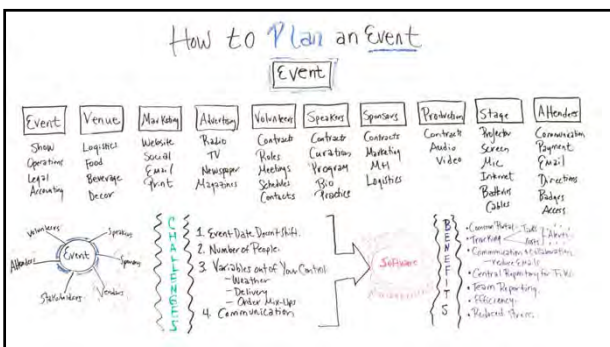 How to Plan an Event
Event
Event
Show
Operations
Legal
Accounting
Venue
Logistics
Food
Beverage
Decor
Marketing
Website
Social
Email
Print
Advertising
Radio
TV
Newspaper
Magazines
Volunteers
Contracts
Roles
Meetings
Schedules
Contacts
Speakers
Contracts
Curation
Program
Bio
Practice
Sponsors
Contracts
Marketing
MH
Logistics
Production
Contracts
Audio
Video
Stage
Projector
Screen
Mic
Internet
Batteries
Cables
Attendees
Communication
Payment
Email
Directions
Badges
Access
Event
Volunteers
Speakers
Sponsors
Vendors
Stakeholders
Attendees
CHALLENGES
1. Event Date Doesn't Shift.
2. Number of People.
3. Variables out of Your Control
- Weather
- Delivery
- Order Mix-Ups
4. Communication
Software
Management
BENEFITS
• Common Portal -
• Tracking
• Communication
- reduce Emails
• Central Repository for Files
• Team Reporting.
• Efficiency.
• Reduced Stress.